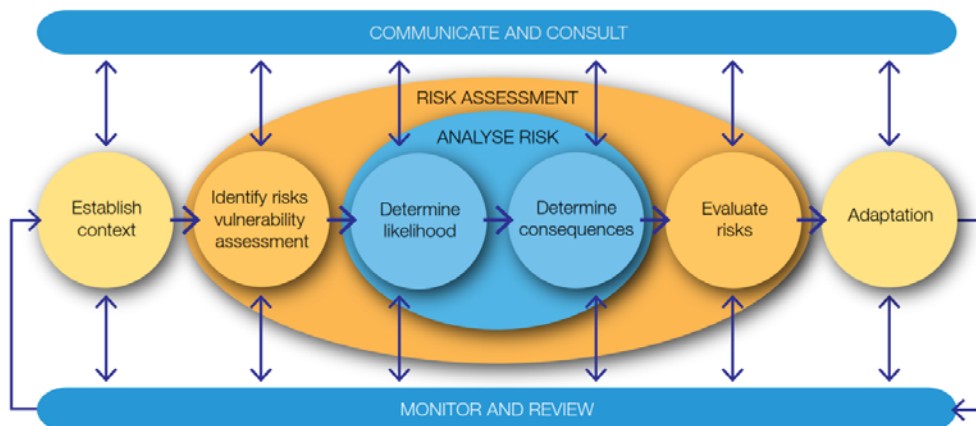 COMMUNICATE AND CONSULT
RISK ASSESSMENT
ANALYSE RISK
Establish
context
Identify risks
vulnerability
assessment
Determine
likelihood
Determine
consequences
Evaluate
risks
Adaptation
MONITOR AND REVIEW